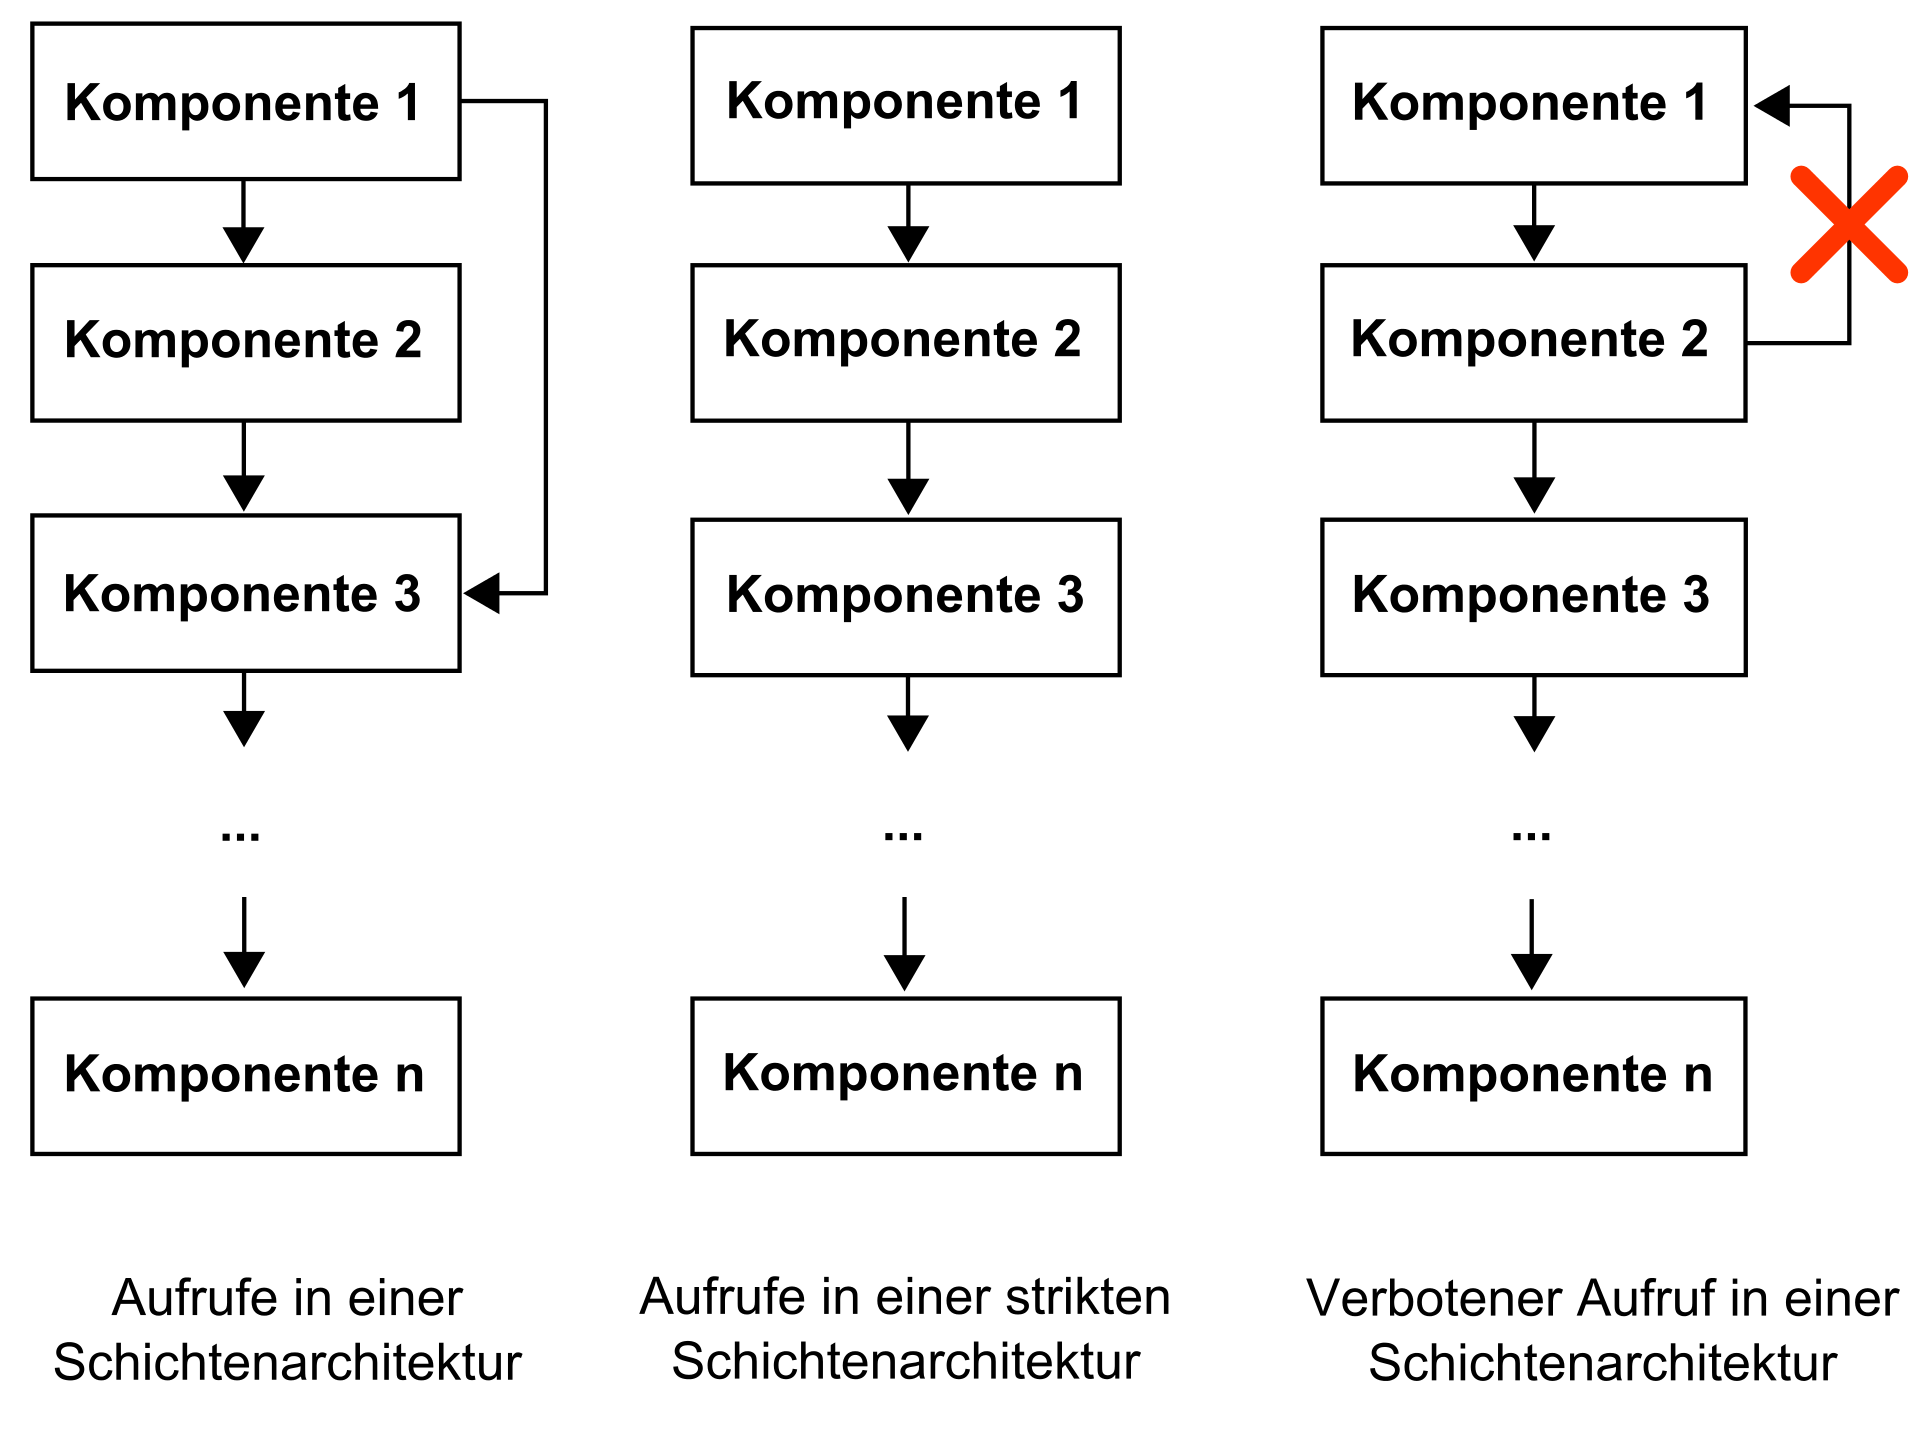 Komponente 1
Komponente 2
Komponente 3
...
Komponente n
Aufrufe in einer
Schichtenarchitektur
Komponente 1
Komponente 2
Komponente 3
...
Komponente n
Aufrufe in einer strikten
Schichtenarchitektur
Komponente 1
Komponente 2
Komponente 3
...
Komponente n
Verbotener Aufruf in einer
Schichtenarchitektur